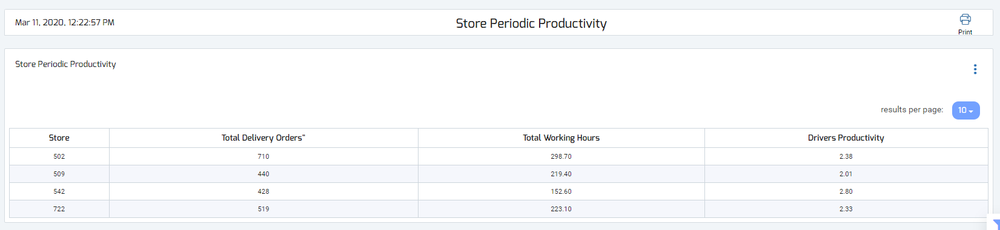 Mar 11, 2020, 12:22:57 PM
Store Periodic Productivity
Print
Store Periodic Productivity
results per page: 10
Store Total Delivery Orders" Total Working Hours Drivers Productivity
502 710 298.70 2.38
509 440 219.40 2.01
542 428 152.60 2.80
722 519 223.10 2.33